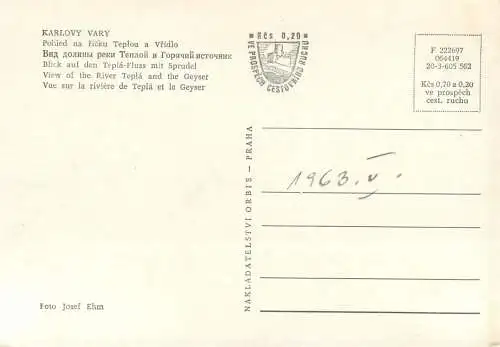 KARLOVY VARY
Pohled na říčku Teplou a Vřídlo
Вид долины реки Теплой и Горячий источник
Blick auf den Teplá-Fluss mit Sprudel
View of the River Teplá and the Geyser
Vue sur la rivière de Teplá et le Geyser
Kčs 0,20
VE PROSPĚCH CESTOVNÍHO RUCHU
F 222697
064419
20-3-605 562
Kčs 0,70 a 0,20
ve prospěch
cest. ruchu
NAKLADATELSTVÍ ORBIS — PRAHA
1963. V.
Foto Josef Ehm